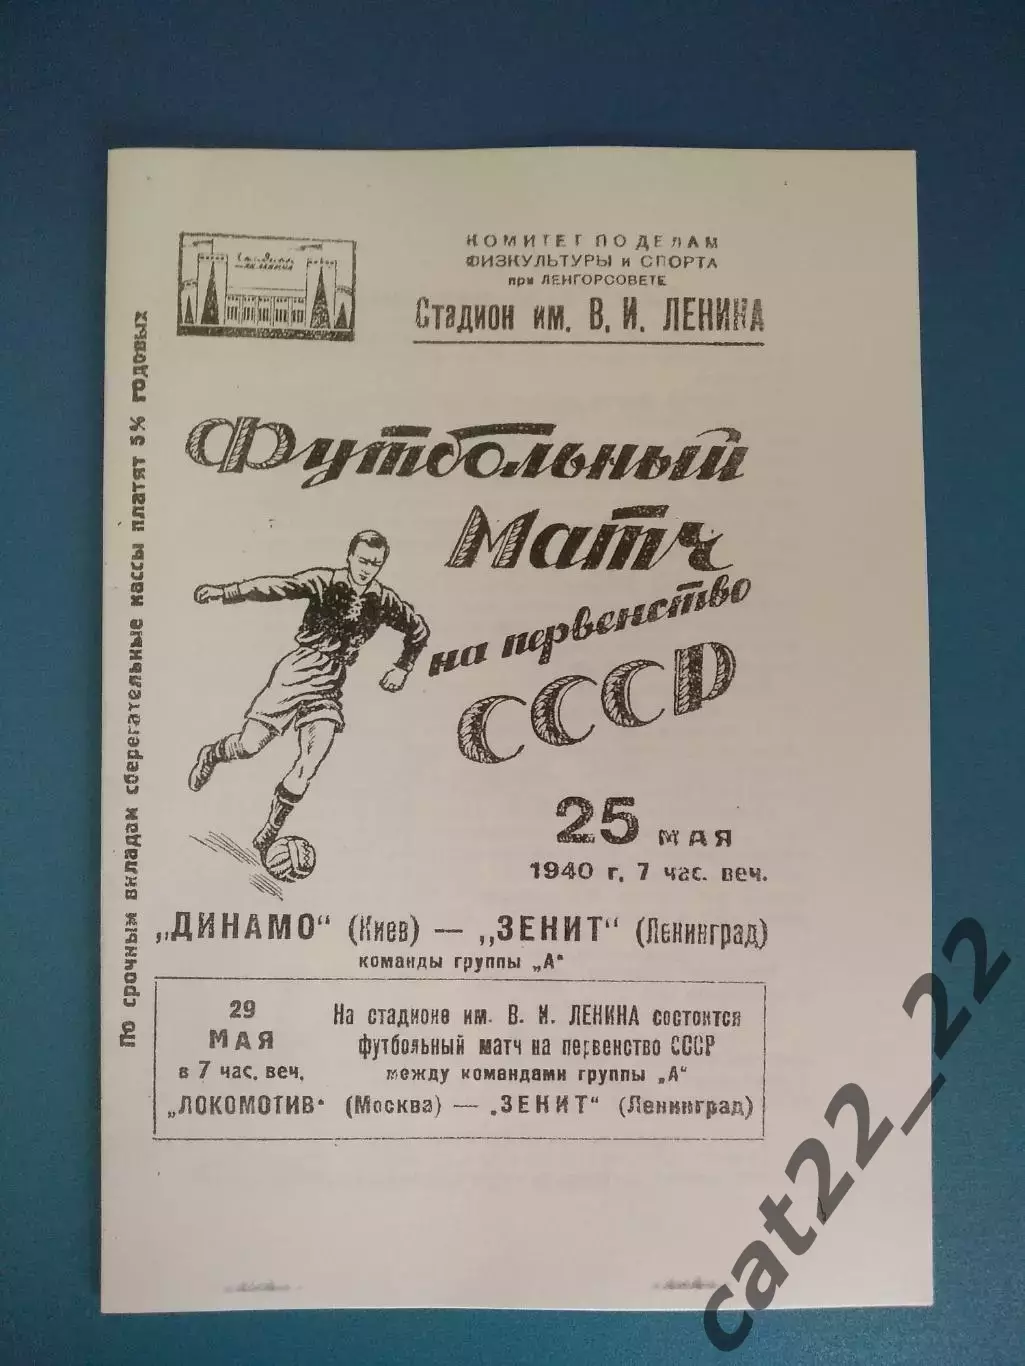 КОМИТЕТ ПО ДЕЛАМ
ФИЗКУЛЬТУРЫ и СПОРТА
при ЛЕНГОРСОВЕТЕ
Стадион им. В. И. ЛЕНИНА
По срочным вкладам сберегательные кассы платят 5% годовых
Футбольный
Матч
на первенство
СССР
25 МАЯ
1940 г. 7 час. веч.
„ДИНАМО" (Киев) — „ЗЕНИТ" (Ленинград)
команды группы „А"
29
МАЯ
в 7 час. веч.
На стадионе им. В. И. ЛЕНИНА состоится
футбольный матч на первенство СССР
между командами группы „А"
„ЛОКОМОТИВ" (Москва) — „ЗЕНИТ" (Ленинград)
cat22_22